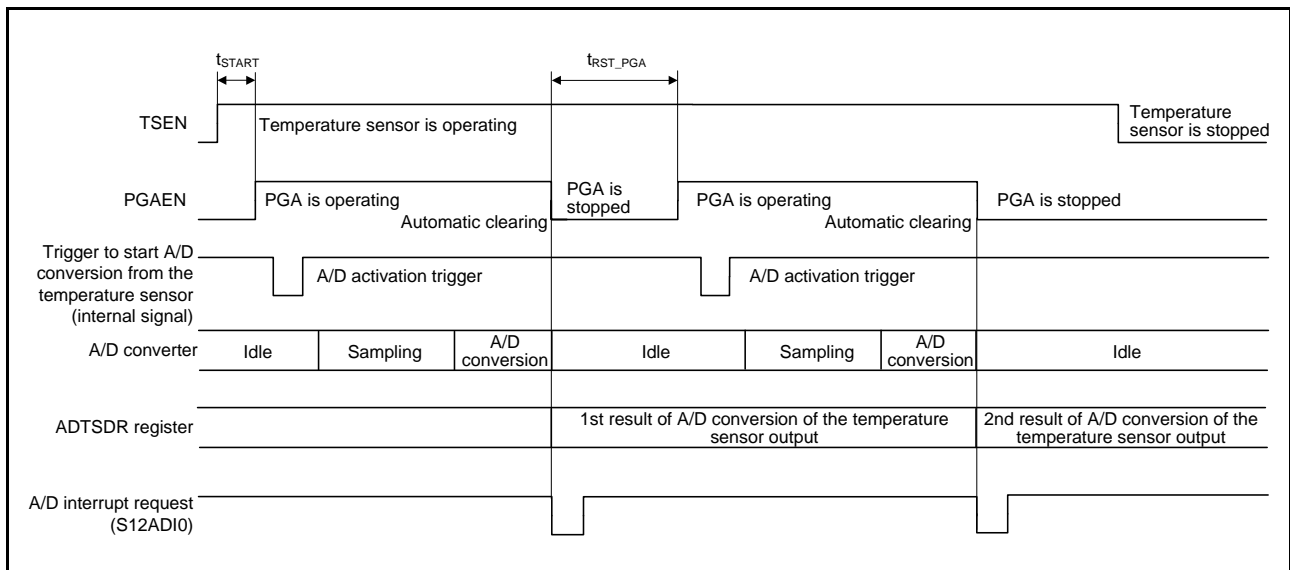 tSTART
tRST_PGA
TSEN
Temperature sensor is operating
Temperature
sensor is stopped
PGAEN
PGA is operating
Automatic clearing
PGA is
stopped
PGA is operating
Automatic clearing
PGA is stopped
Trigger to start A/D
conversion from the
temperature sensor
(internal signal)
A/D activation trigger
A/D activation trigger
A/D converter
Idle
Sampling
A/D
conversion
Idle
Sampling
A/D
conversion
Idle
ADTSDR register
1st result of A/D conversion of the temperature
sensor output
2nd result of A/D conversion of the
temperature sensor output
A/D interrupt request
(S12ADI0)